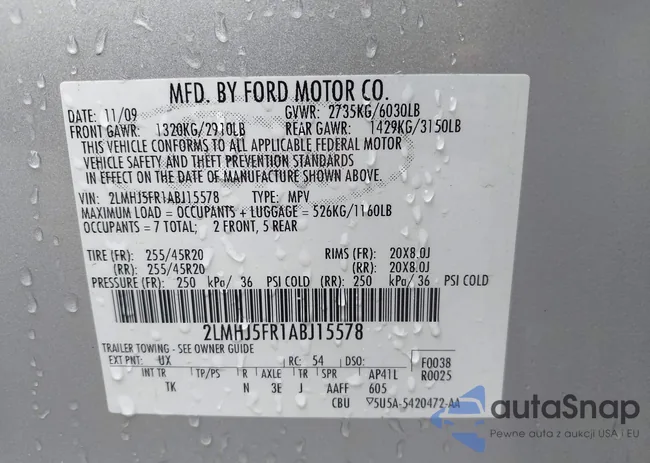 MFD. BY FORD MOTOR CO.
DATE: 11/09 GVWR: 2735KG/6030LB
FRONT GAWR: 1320KG/2910LB REAR GAWR: 1429KG/3150LB
THIS VEHICLE CONFORMS TO ALL APPLICABLE FEDERAL MOTOR
VEHICLE SAFETY AND THEFT PREVENTION STANDARDS
IN EFFECT ON THE DATE OF MANUFACTURE SHOWN ABOVE.
VIN: 2LMHJ5FR1ABJ15578 TYPE: MPV
MAXIMUM LOAD = OCCUPANTS + LUGGAGE = 526KG/1160LB
OCCUPANTS = 7 TOTAL; 2 FRONT, 5 REAR
TIRE (FR): 255/45R20 RIMS (FR): 20X8.0J
(RR): 255/45R20 (RR): 20X8.0J
PRESSURE (FR): 250 kPa/ 36 PSI COLD (RR): 250 kPa/ 36 PSI COLD
2LMHJ5FR1ABJ15578
TRAILER TOWING - SEE OWNER GUIDE
EXT PNT: UX RC: 54 DSO: F0038
INT TR TP/PS R AXLE TR SPR AP41L R0025
TK N 3E J AAFF 605
CBU 5U5A-5420472-AA
autoSnap
Pewne auta z aukcji USA i EU